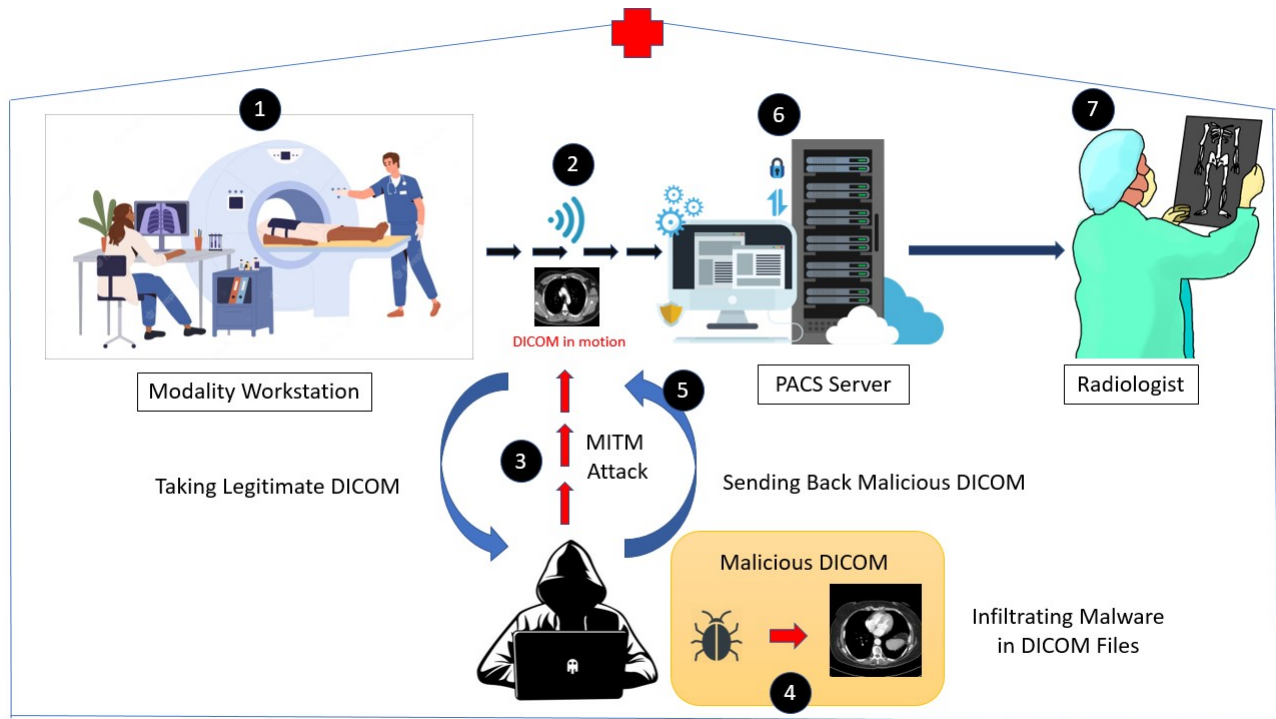 1
2
6
7
DICOM in motion
Modality Workstation
PACS Server
Radiologist
5
3
MITM
Attack
Taking Legitimate DICOM
Sending Back Malicious DICOM
Malicious DICOM
4
Infiltrating Malware
in DICOM Files